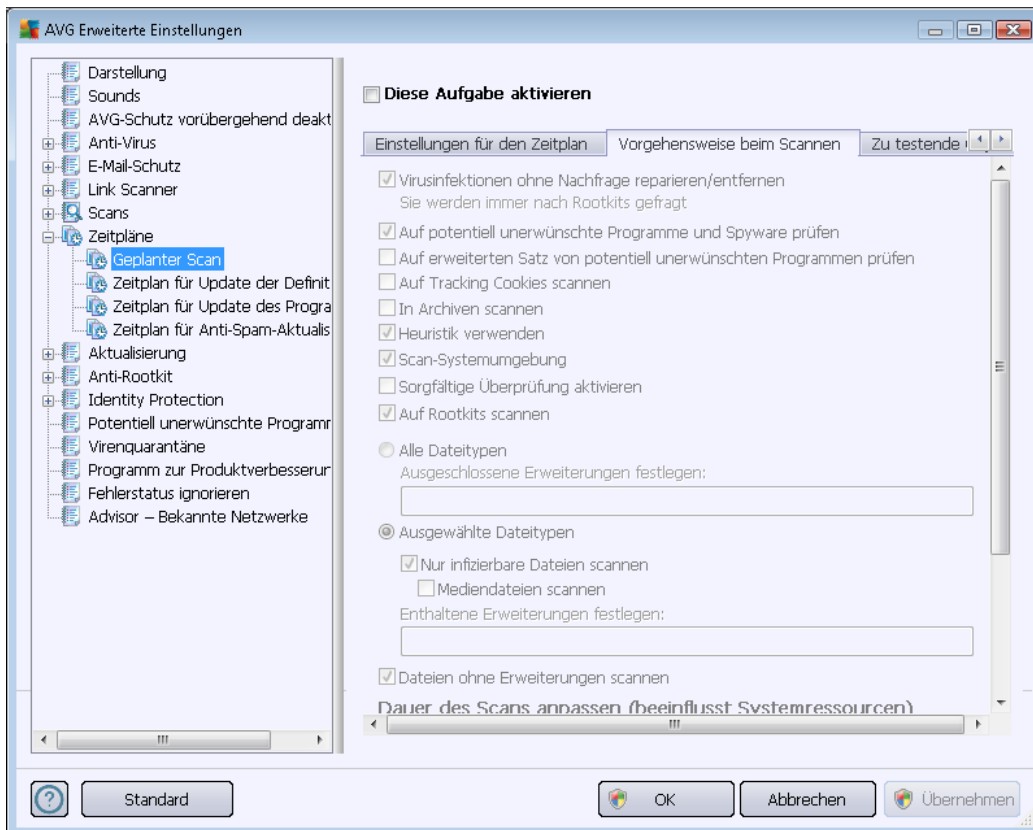 AVG Erweiterte Einstellungen
Darstellung
Sounds
AVG-Schutz vorübergehend deakt
Anti-Virus
E-Mail-Schutz
Link Scanner
Scans
Zeitpläne
Geplanter Scan
Zeitplan für Update der Definit
Zeitplan für Update des Progra
Zeitplan für Anti-Spam-Aktualis
Aktualisierung
Anti-Rootkit
Identity Protection
Potentiell unerwünschte Programr
Virenquarantäne
Programm zur Produktverbesserur
Fehlerstatus ignorieren
Advisor – Bekannte Netzwerke
Diese Aufgabe aktivieren
Einstellungen für den Zeitplan
Vorgehensweise beim Scannen
Zu testende
Virusinfektionen ohne Nachfrage reparieren/entfernen
Sie werden immer nach Rootkits gefragt
Auf potentiell unerwünschte Programme und Spyware prüfen
Auf erweiterten Satz von potentiell unerwünschten Programmen prüfen
Auf Tracking Cookies scannen
In Archiven scannen
Heuristik verwenden
Scan-Systemumgebung
Sorgfältige Überprüfung aktivieren
Auf Rootkits scannen
Alle Dateitypen
Ausgeschlossene Erweiterungen festlegen:
Ausgewählte Dateitypen
Nur infizierbare Dateien scannen
Mediendateien scannen
Enthaltene Erweiterungen festlegen:
Dateien ohne Erweiterungen scannen
Dauer des Scans anpassen (beeinflusst Systemressourcen)
Standard
OK
Abbrechen
Übernehmen